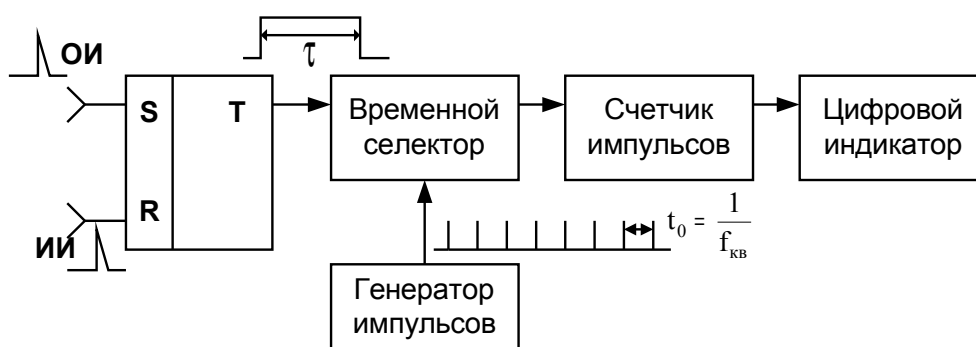 ОИ
τ
S T
R
ИИ
Временной
селектор
Счетчик
импульсов
Цифровой
индикатор
t₀ = 1/fкв
Генератор
импульсов